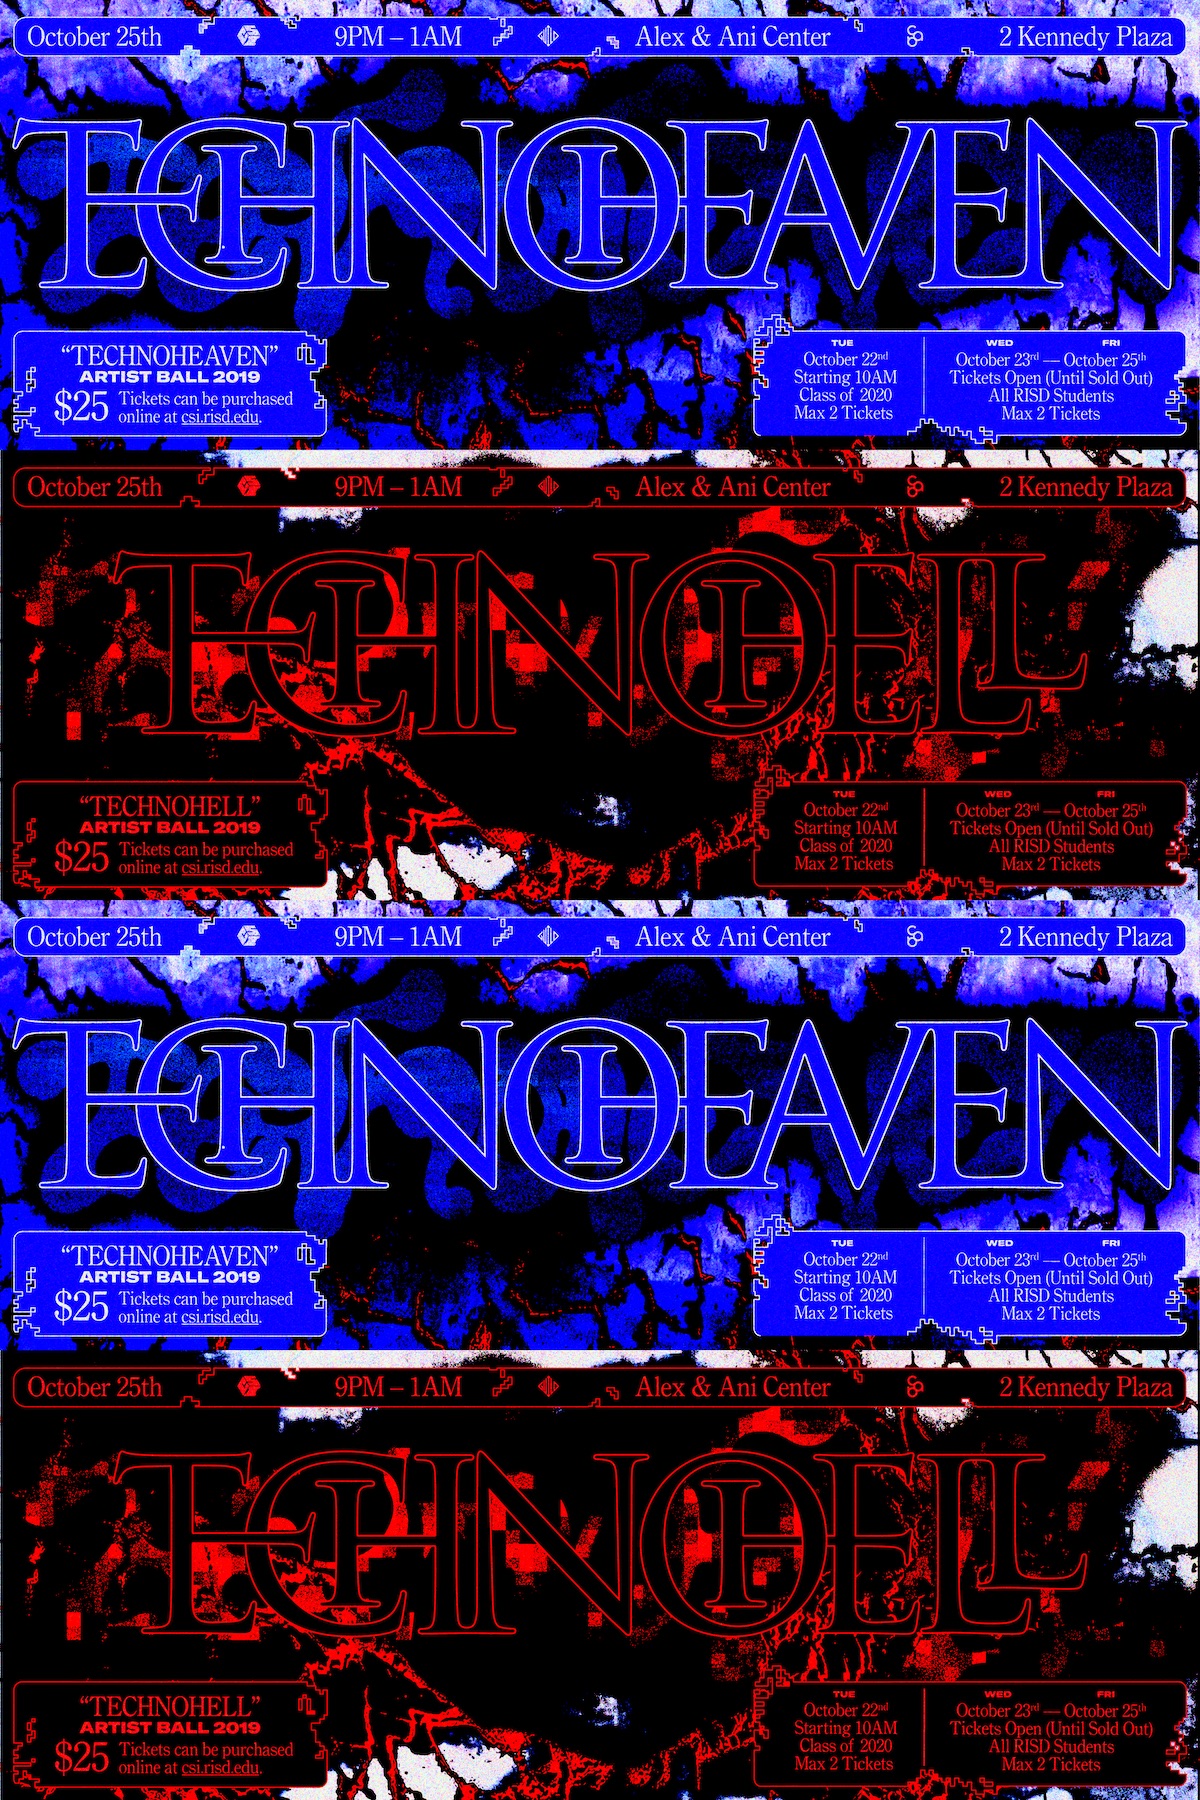 October 25th 9PM – 1AM Alex & Ani Center 2 Kennedy Plaza
TECHNOHEAVEN
“TECHNOHEAVEN”
ARTIST BALL 2019
$25 Tickets can be purchased
online at csi.risd.edu.
TUE
October 22nd
Starting 10AM
Class of 2020
Max 2 Tickets
WED FRI
October 23rd — October 25th
Tickets Open (Until Sold Out)
All RISD Students
Max 2 Tickets
October 25th 9PM – 1AM Alex & Ani Center 2 Kennedy Plaza
TECHNOHELL
“TECHNOHELL”
ARTIST BALL 2019
$25 Tickets can be purchased
online at csi.risd.edu.
TUE
October 22nd
Starting 10AM
Class of 2020
Max 2 Tickets
WED FRI
October 23rd — October 25th
Tickets Open (Until Sold Out)
All RISD Students
Max 2 Tickets
October 25th 9PM – 1AM Alex & Ani Center 2 Kennedy Plaza
TECHNOHEAVEN
“TECHNOHEAVEN”
ARTIST BALL 2019
$25 Tickets can be purchased
online at csi.risd.edu.
TUE
October 22nd
Starting 10AM
Class of 2020
Max 2 Tickets
WED FRI
October 23rd — October 25th
Tickets Open (Until Sold Out)
All RISD Students
Max 2 Tickets
October 25th 9PM – 1AM Alex & Ani Center 2 Kennedy Plaza
TECHNOHELL
“TECHNOHELL”
ARTIST BALL 2019
$25 Tickets can be purchased
online at csi.risd.edu.
TUE
October 22nd
Starting 10AM
Class of 2020
Max 2 Tickets
WED FRI
October 23rd — October 25th
Tickets Open (Until Sold Out)
All RISD Students
Max 2 Tickets